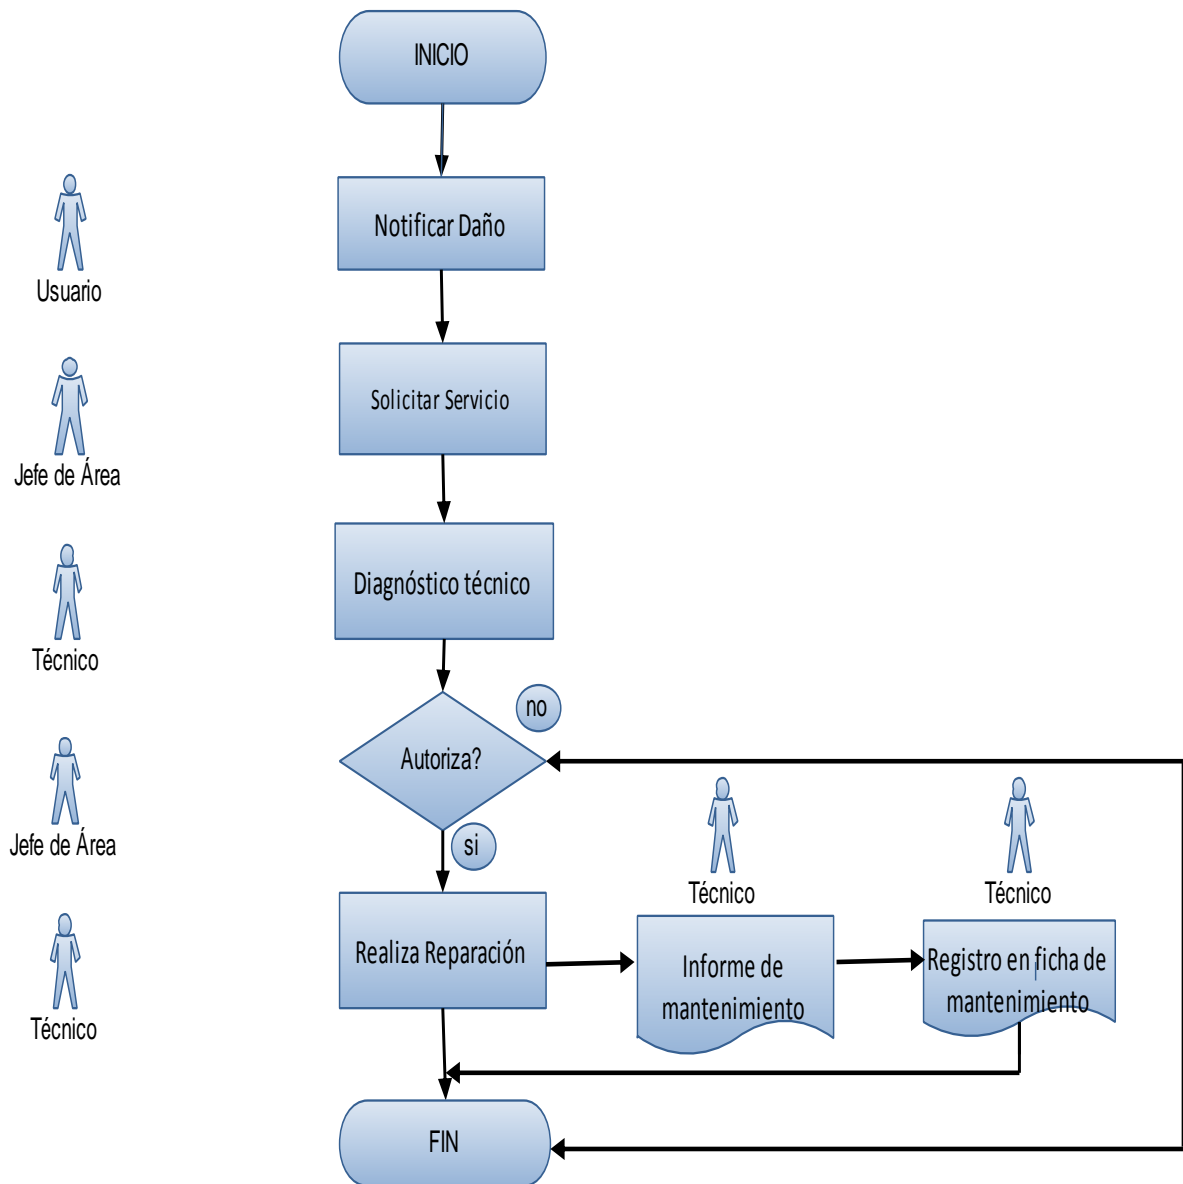 INICIO
Notificar Daño
Usuario
Solicitar Servicio
Jefe de Área
Diagnóstico técnico
Técnico
no
Autoriza?
Jefe de Área
si
Técnico
Técnico
Realiza Reparación
Informe de
mantenimiento
Registro en ficha de
mantenimiento
Técnico
FIN